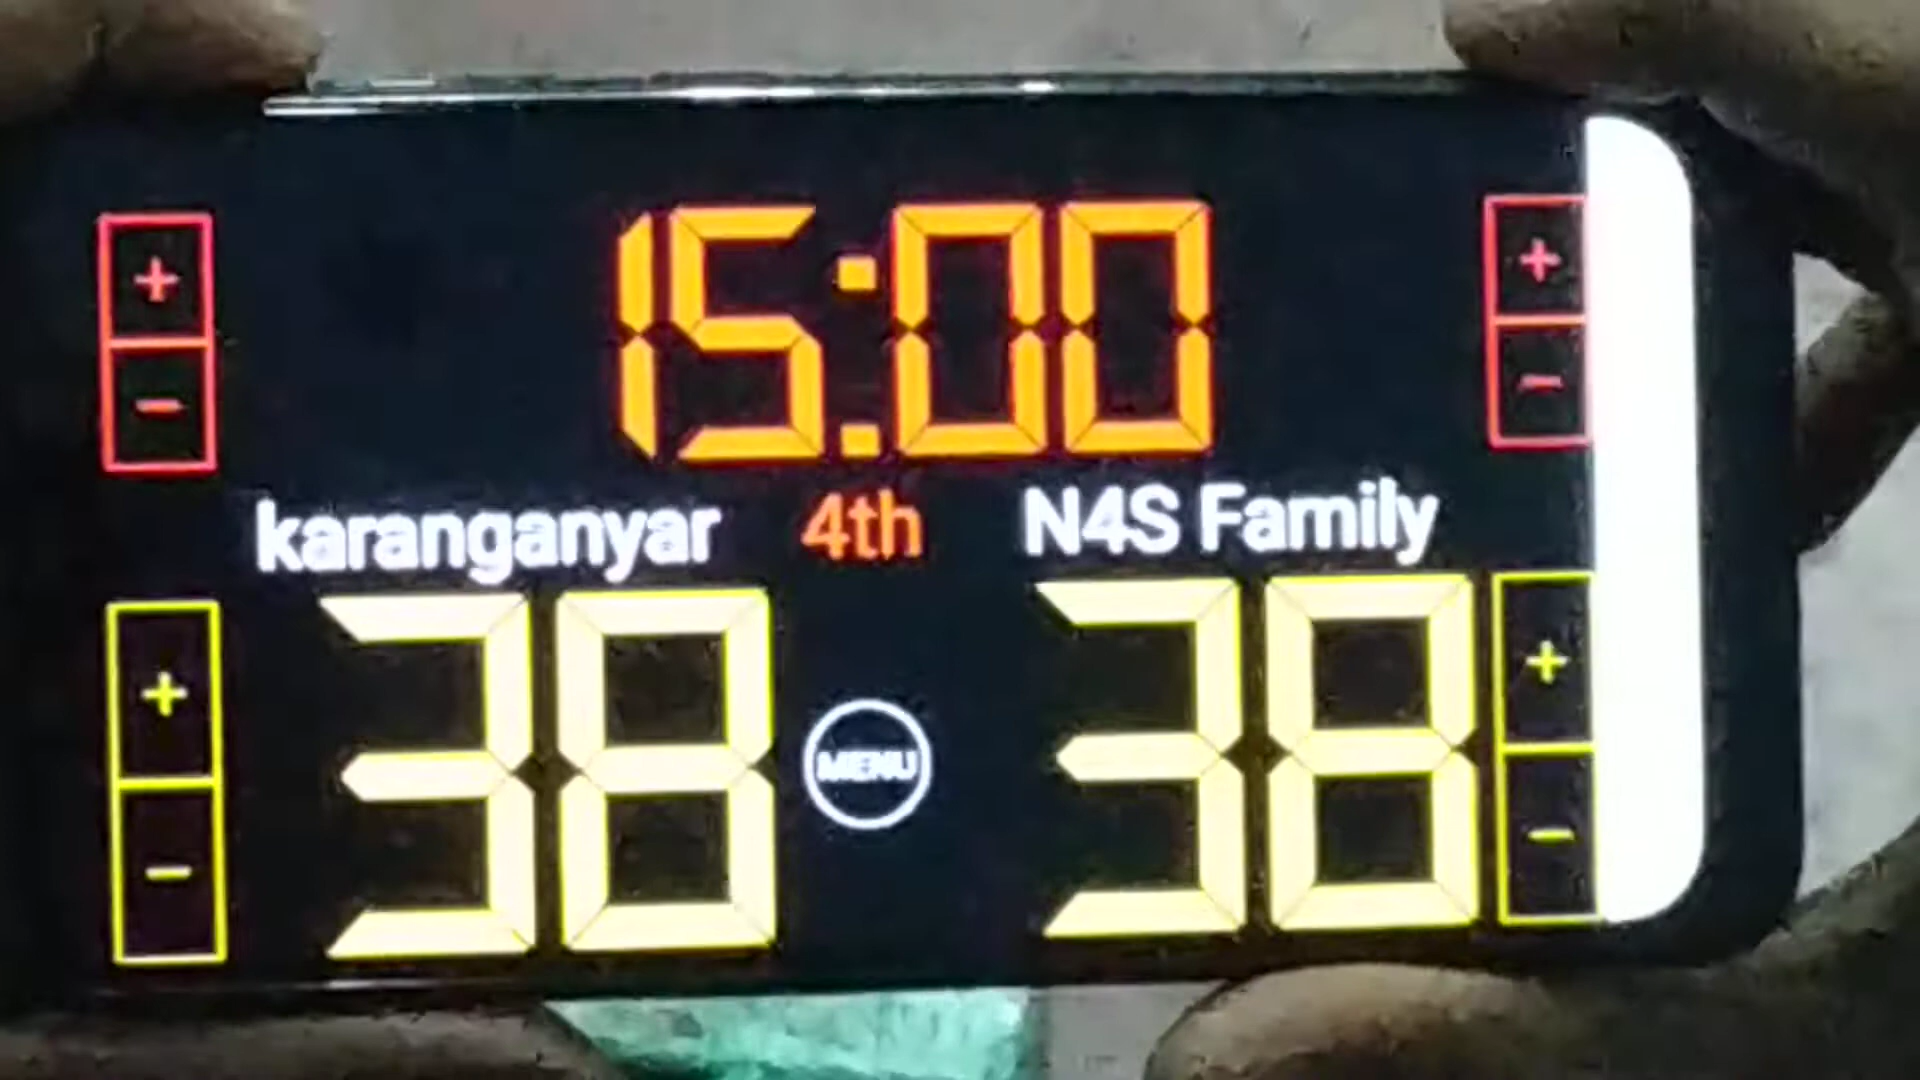 + 15:00 +
- -
karanganyar 4th N4S Family
+ 38 38 +
MENU
- -